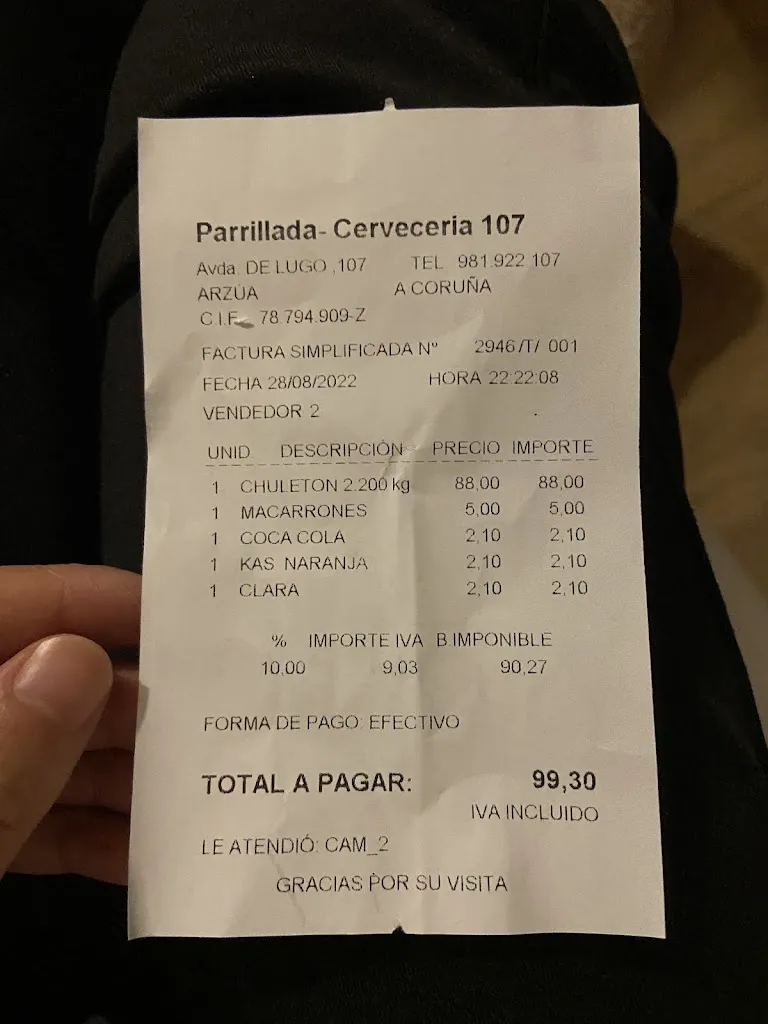 Parrillada- Cerveceria 107
Avda. DE LUGO ,107 TEL 981.922 107
ARZÚA A CORUÑA
C.I.F. 78.794.909-Z
FACTURA SIMPLIFICADA Nº 2946 /T/ 001
FECHA 28/08/2022 HORA 22:22:08
VENDEDOR 2
UNID DESCRIPCIÓN PRECIO IMPORTE
1 CHULETON 2.200 kg 88,00 88,00
1 MACARRONES 5,00 5,00
1 COCA COLA 2,10 2,10
1 KAS NARANJA 2,10 2,10
1 CLARA 2,10 2,10
% IMPORTE IVA B.IMPONIBLE
10,00 9,03 90,27
FORMA DE PAGO: EFECTIVO
TOTAL A PAGAR: 99,30
IVA INCLUIDO
LE ATENDIÓ: CAM_2
GRACIAS POR SU VISITA